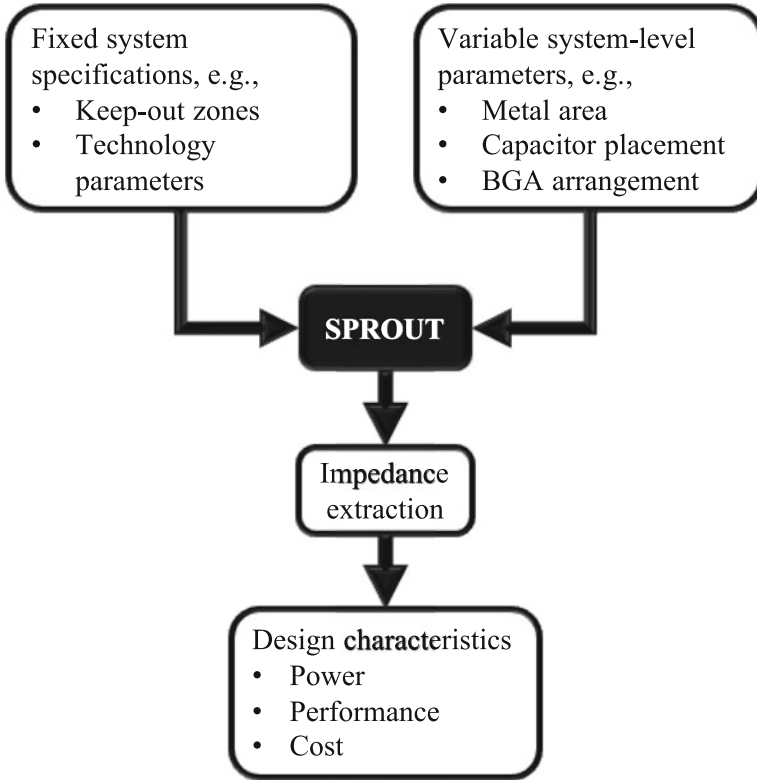 Fixed system
specifications, e.g.,
• Keep-out zones
• Technology
parameters
Variable system-level
parameters, e.g.,
• Metal area
• Capacitor placement
• BGA arrangement
SPROUT
Impedance
extraction
Design characteristics
• Power
• Performance
• Cost